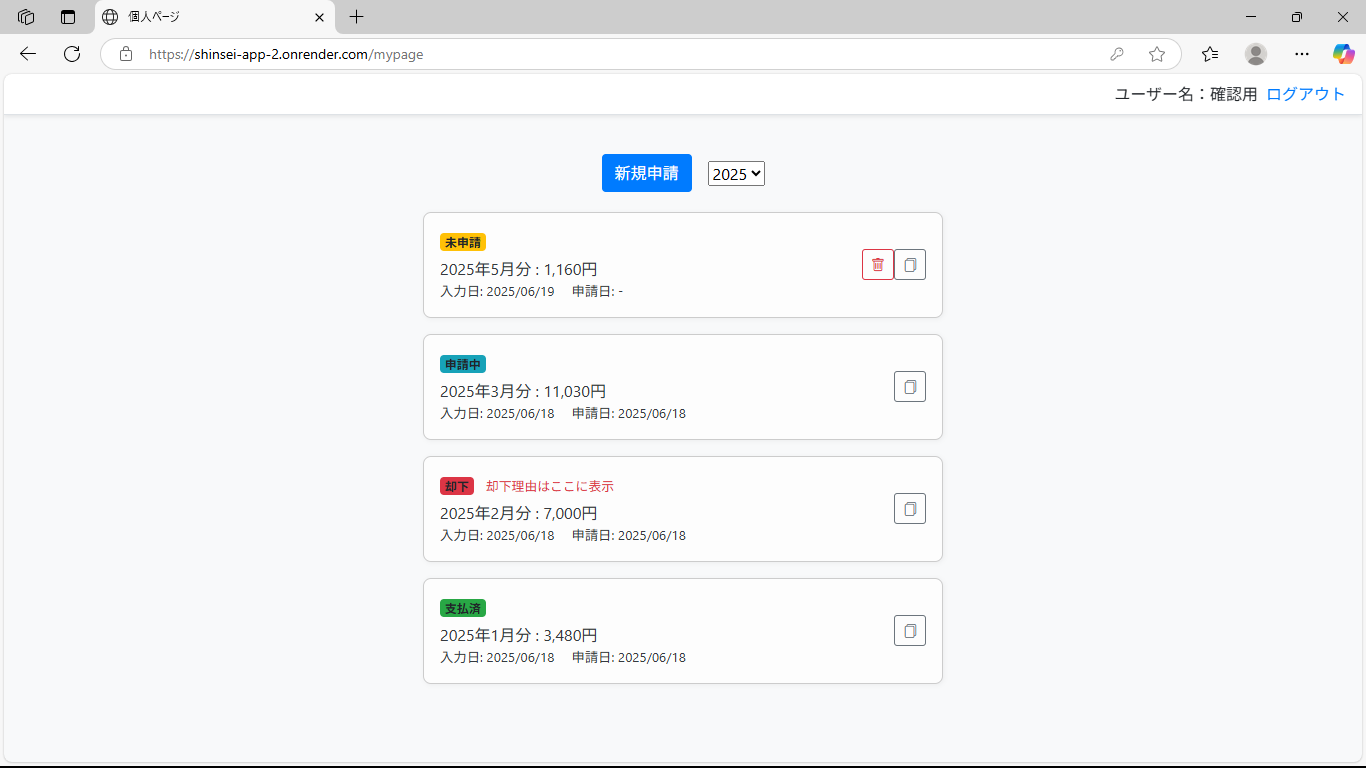 個人ページ
https://shinsei-app-2.onrender.com/mypage
ユーザー名：確認用 ログアウト
新規申請 2025
未申請
2025年5月分 : 1,160円
入力日: 2025/06/19 申請日: -
申請中
2025年3月分 : 11,030円
入力日: 2025/06/18 申請日: 2025/06/18
却下 却下理由はここに表示
2025年2月分 : 7,000円
入力日: 2025/06/18 申請日: 2025/06/18
支払済
2025年1月分 : 3,480円
入力日: 2025/06/18 申請日: 2025/06/18